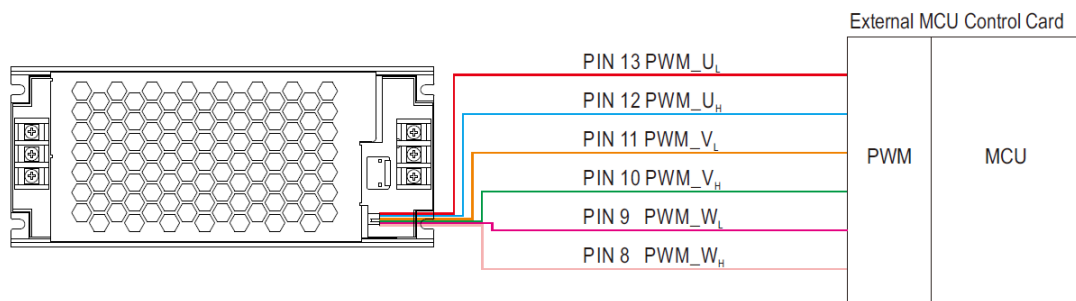 External MCU Control Card
PIN 13 PWM_UL
PIN 12 PWM_UH
PIN 11 PWM_VL
PIN 10 PWM_VH
PIN 9 PWM_WL
PIN 8 PWM_WH
PWM
MCU